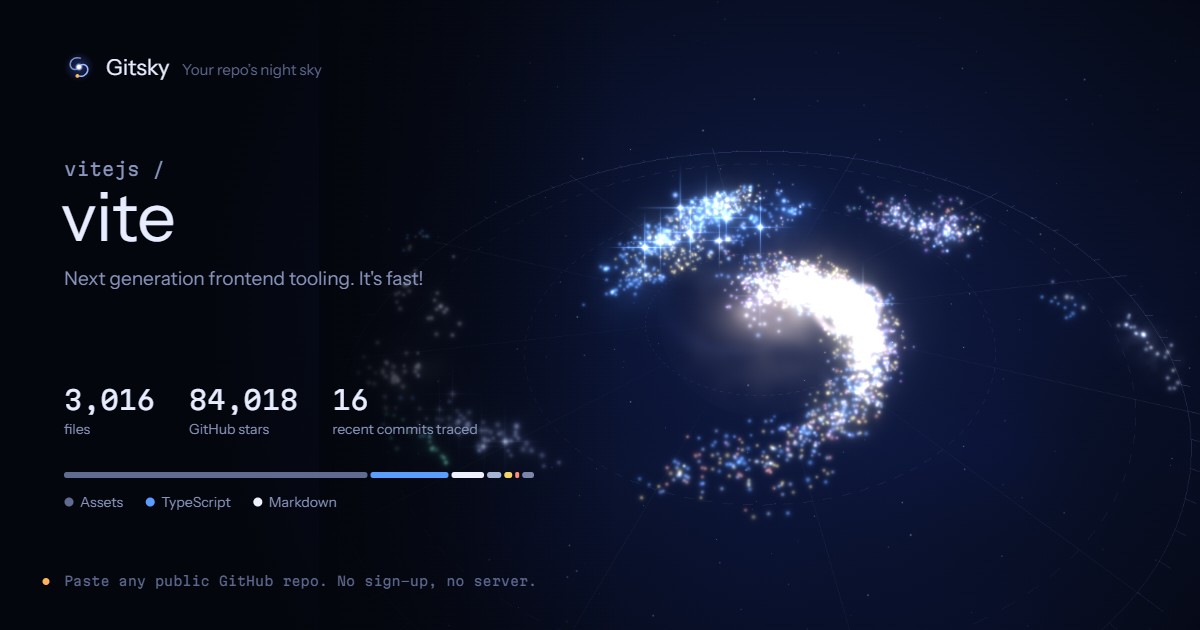 Gitsky Your repo's night sky
vitejs /
vite
Next generation frontend tooling. It's fast!
3,016 84,018 16
files GitHub stars recent commits traced
Assets TypeScript Markdown
Paste any public GitHub repo. No sign-up, no server.